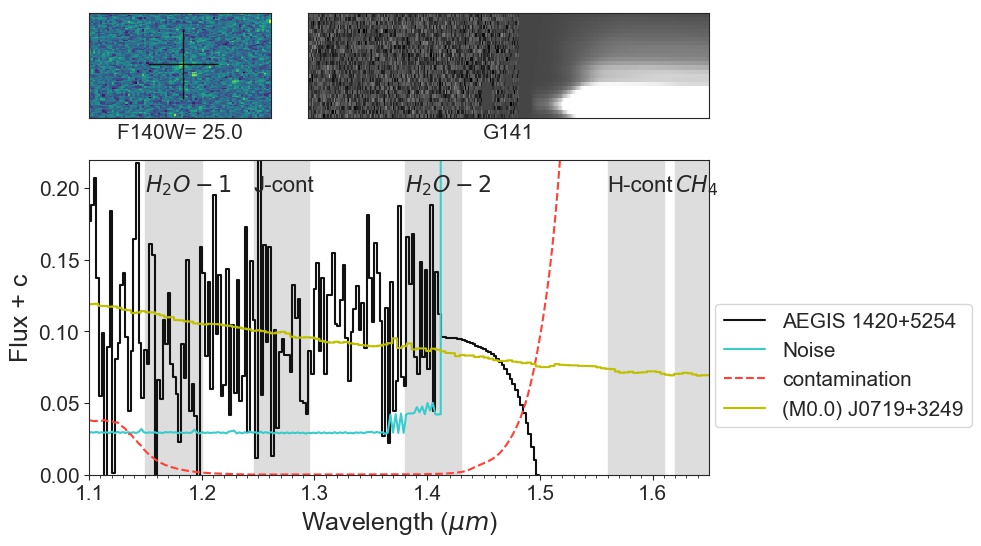 F140W= 25.0
G141
H₂O − 1
J-cont
H₂O − 2
H-cont
CH₄
0.20
0.15
0.10
0.05
0.00
Flux + c
1.1
1.2
1.3
1.4
1.5
1.6
Wavelength (μm)
AEGIS 1420+5254
Noise
contamination
(M0.0) J0719+3249